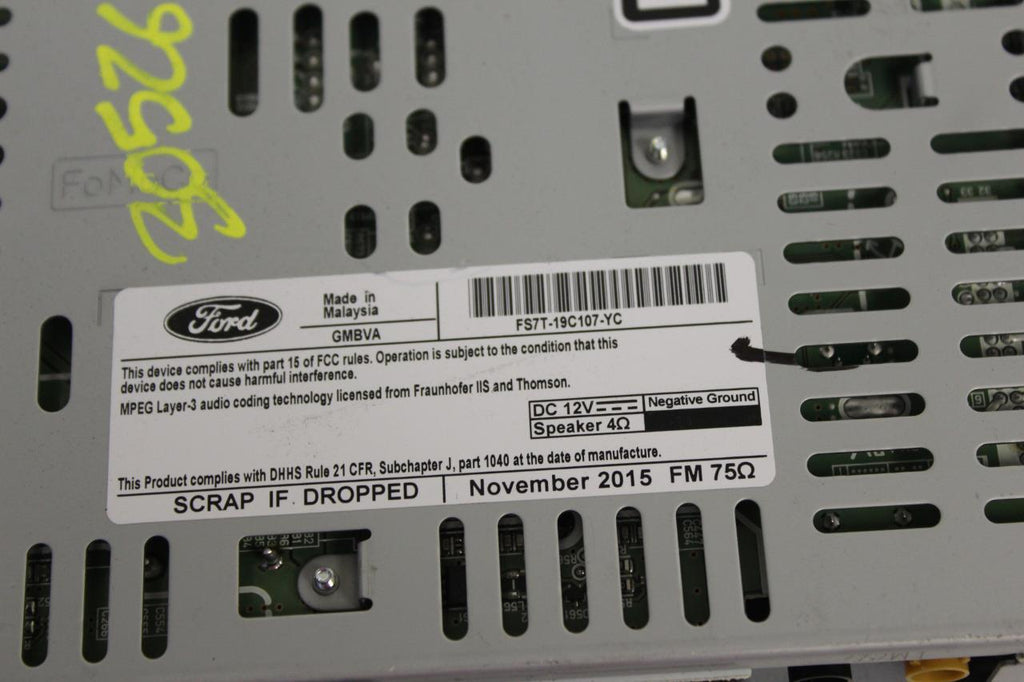 FoMoCo
Ford
Made in
Malaysia
GMBVA
FS7T-19C107-YC
This device complies with part 15 of FCC rules. Operation is subject to the condition that this
device does not cause harmful interference.
MPEG Layer-3 audio coding technology licensed from Fraunhofer IIS and Thomson.
DC 12V
Negative Ground
Speaker 4Ω
This Product complies with DHHS Rule 21 CFR, Subchapter J, part 1040 at the date of manufacture.
SCRAP IF DROPPED
November 2015 FM 75Ω